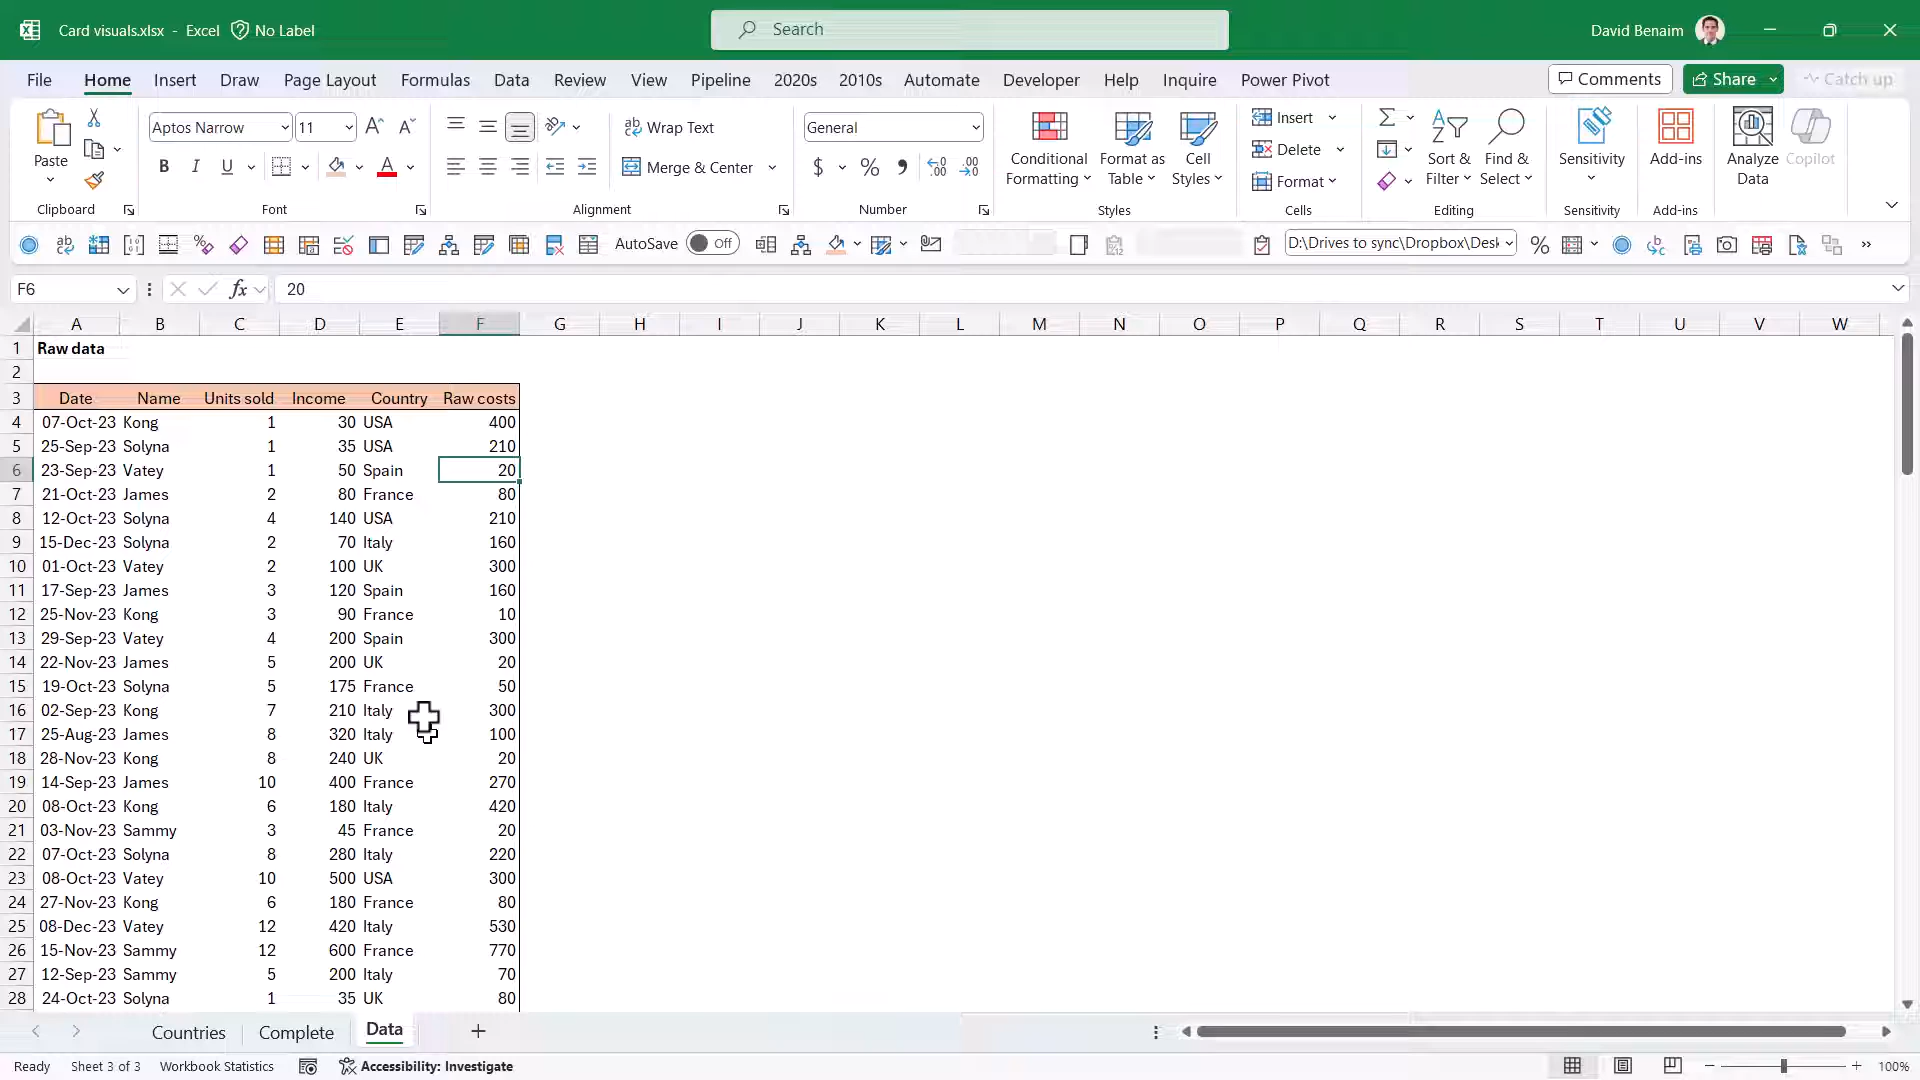 Card visuals.xlsx - Excel No Label
Search
David Benaim
File Home Insert Draw Page Layout Formulas Data Review View Pipeline 2020s 2010s Automate Developer Help Inquire Power Pivot
Comments Share Catch up
Paste
Clipboard
Aptos Narrow 11
B I U
Font
Wrap Text
Merge & Center
Alignment
General
$ % ,
Number
Conditional Formatting
Format as Table
Cell Styles
Styles
Insert
Delete
Format
Cells
Sort & Filter
Find & Select
Editing
Sensitivity
Sensitivity
Add-ins
Add-ins
Analyze Data
Copilot
AutoSave Off
D:\Drives to sync\Dropbox\Desk
F6 fx 20
A B C D E F G H I J K L M N O P Q R S T U V W
1 Raw data
2
3 Date Name Units sold Income Country Raw costs
4 07-Oct-23 Kong 1 30 USA 400
5 25-Sep-23 Solyna 1 35 USA 210
6 23-Sep-23 Vatey 1 50 Spain 20
7 21-Oct-23 James 2 80 France 80
8 12-Oct-23 Solyna 4 140 USA 210
9 15-Dec-23 Solyna 2 70 Italy 160
10 01-Oct-23 Vatey 2 100 UK 300
11 17-Sep-23 James 3 120 Spain 160
12 25-Nov-23 Kong 3 90 France 10
13 29-Sep-23 Vatey 4 200 Spain 300
14 22-Nov-23 James 5 200 UK 20
15 19-Oct-23 Solyna 5 175 France 50
16 02-Sep-23 Kong 7 210 Italy 300
17 25-Aug-23 James 8 320 Italy 100
18 28-Nov-23 Kong 8 240 UK 20
19 14-Sep-23 James 10 400 France 270
20 08-Oct-23 Kong 6 180 Italy 420
21 03-Nov-23 Sammy 3 45 France 20
22 07-Oct-23 Solyna 8 280 Italy 220
23 08-Oct-23 Vatey 10 500 USA 300
24 27-Nov-23 Kong 6 180 France 80
25 08-Dec-23 Vatey 12 420 Italy 530
26 15-Nov-23 Sammy 12 600 France 770
27 12-Sep-23 Sammy 5 200 Italy 70
28 24-Oct-23 Solyna 1 35 UK 80
Countries Complete Data
Ready Sheet 3 of 3 Workbook Statistics Accessibility: Investigate 100%